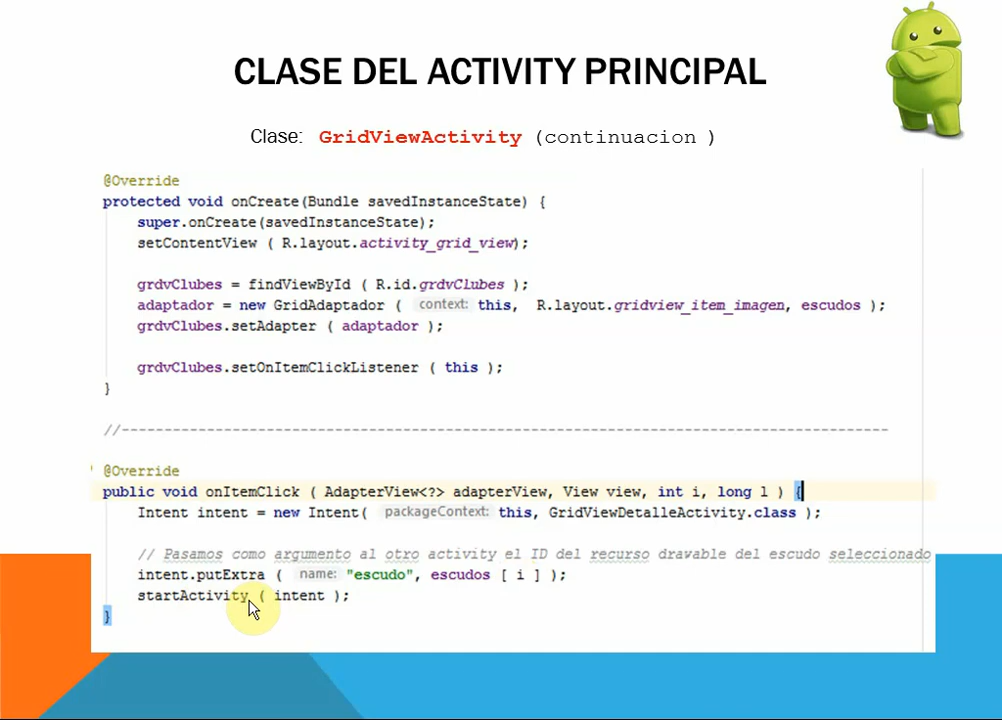 CLASE DEL ACTIVITY PRINCIPAL
Clase: GridViewActivity (continuacion )
@Override
protected void onCreate(Bundle savedInstanceState) {
super.onCreate(savedInstanceState);
setContentView ( R.layout.activity_grid_view);
grdvClubes = findViewById ( R.id.grdvClubes );
adaptador = new GridAdaptador ( context: this, R.layout.gridview_item_imagen, escudos );
grdvClubes.setAdapter ( adaptador );
grdvClubes.setOnItemClickListener ( this );
}
//------------------------------------------------------------------------------------------
@Override
public void onItemClick ( AdapterView<?> adapterView, View view, int i, long l ) {
Intent intent = new Intent( packageContext: this, GridViewDetalleActivity.class );
// Pasamos como argumento al otro activity el ID del recurso drawable del escudo seleccionado
intent.putExtra ( name: "escudo", escudos [ i ] );
startActivity ( intent );
}